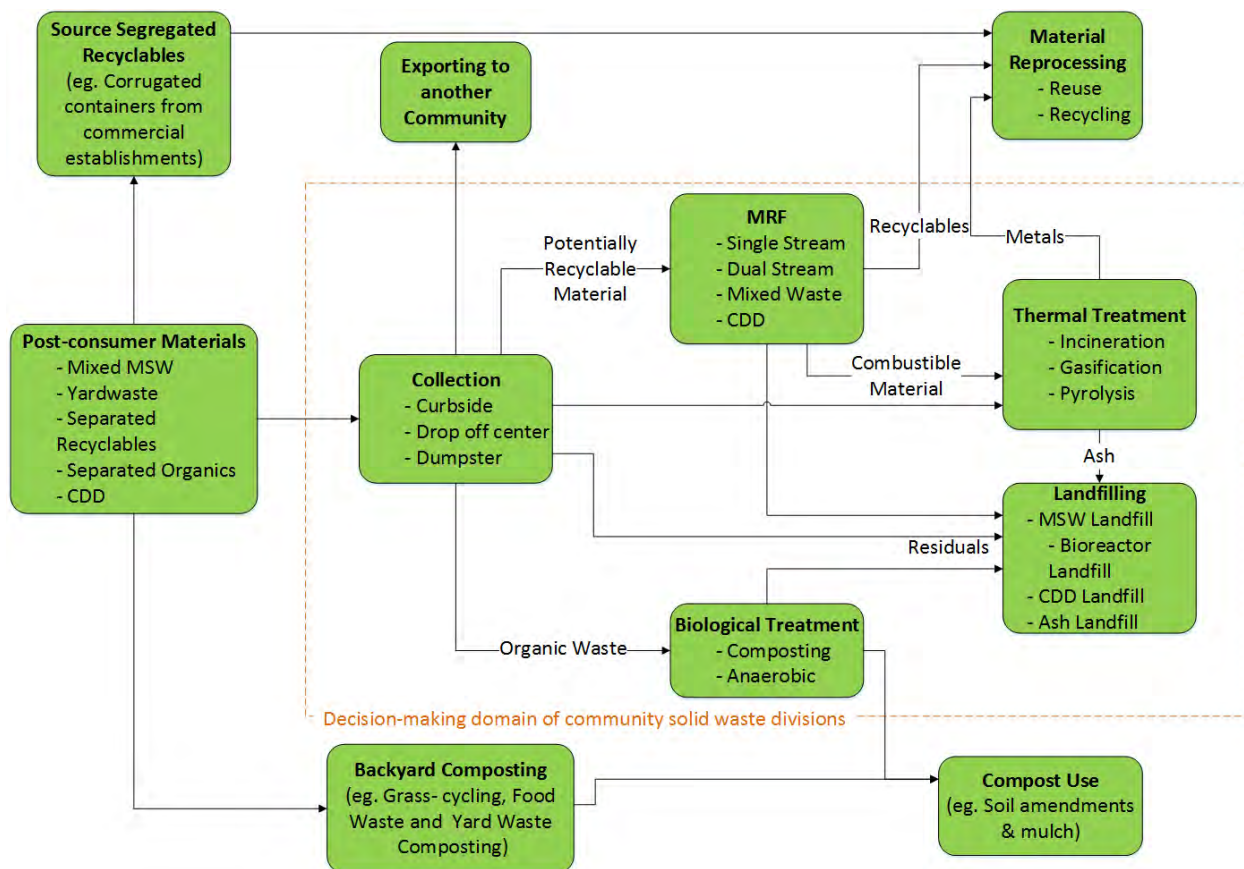 Source Segregated
Recyclables
(eg. Corrugated
containers from
commercial
establishments)
Exporting to
another
Community
Material
Reprocessing
- Reuse
- Recycling
MRF
- Single Stream
- Dual Stream
- Mixed Waste
- CDD
Recyclables
Metals
Potentially
Recyclable
Material
Post-consumer Materials
- Mixed MSW
- Yardwaste
- Separated
Recyclables
- Separated Organics
- CDD
Collection
- Curbside
- Drop off center
- Dumpster
Combustible
Material
Thermal Treatment
- Incineration
- Gasification
- Pyrolysis
Ash
Landfilling
- MSW Landfill
- Bioreactor
Landfill
- CDD Landfill
- Ash Landfill
Residuals
Organic Waste
Biological Treatment
- Composting
- Anaerobic
Decision-making domain of community solid waste divisions
Backyard Composting
(eg. Grass- cycling, Food
Waste and Yard Waste
Composting)
Compost Use
(eg. Soil amendments
& mulch)